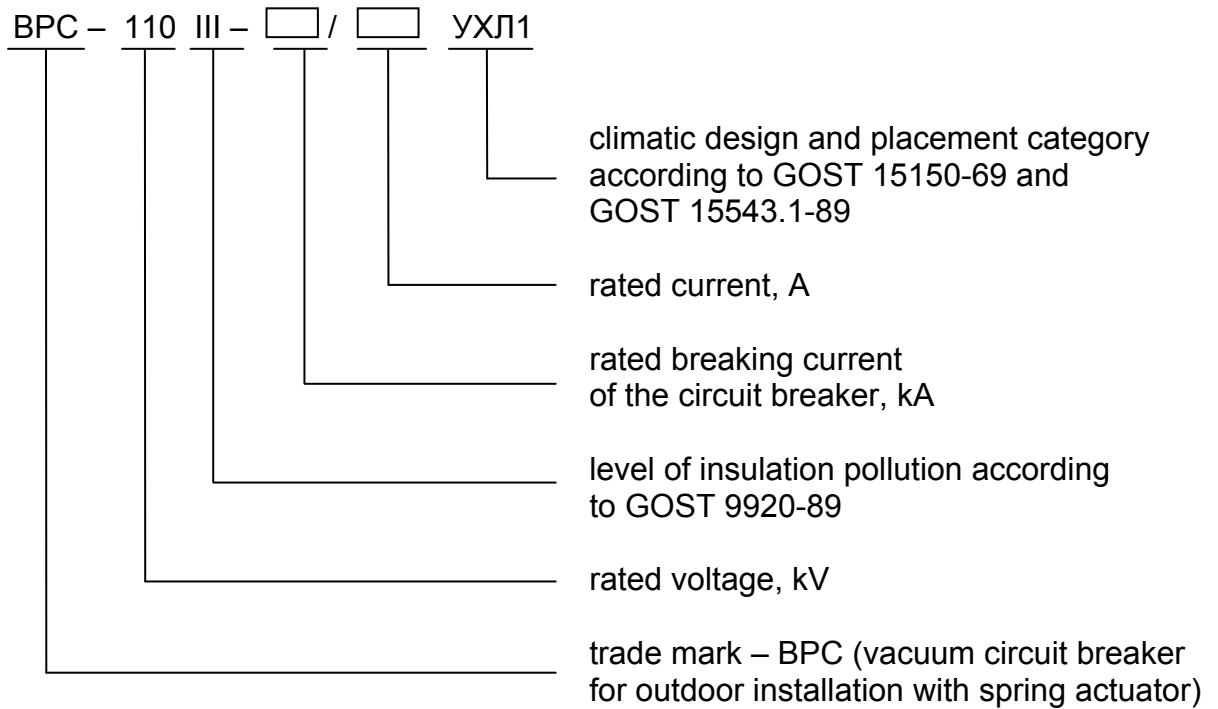 ВРС – 110 III – / УХЛ1
climatic design and placement category
according to GOST 15150-69 and
GOST 15543.1-89
rated current, A
rated breaking current
of the circuit breaker, kA
level of insulation pollution according
to GOST 9920-89
rated voltage, kV
trade mark – BPC (vacuum circuit breaker
for outdoor installation with spring actuator)